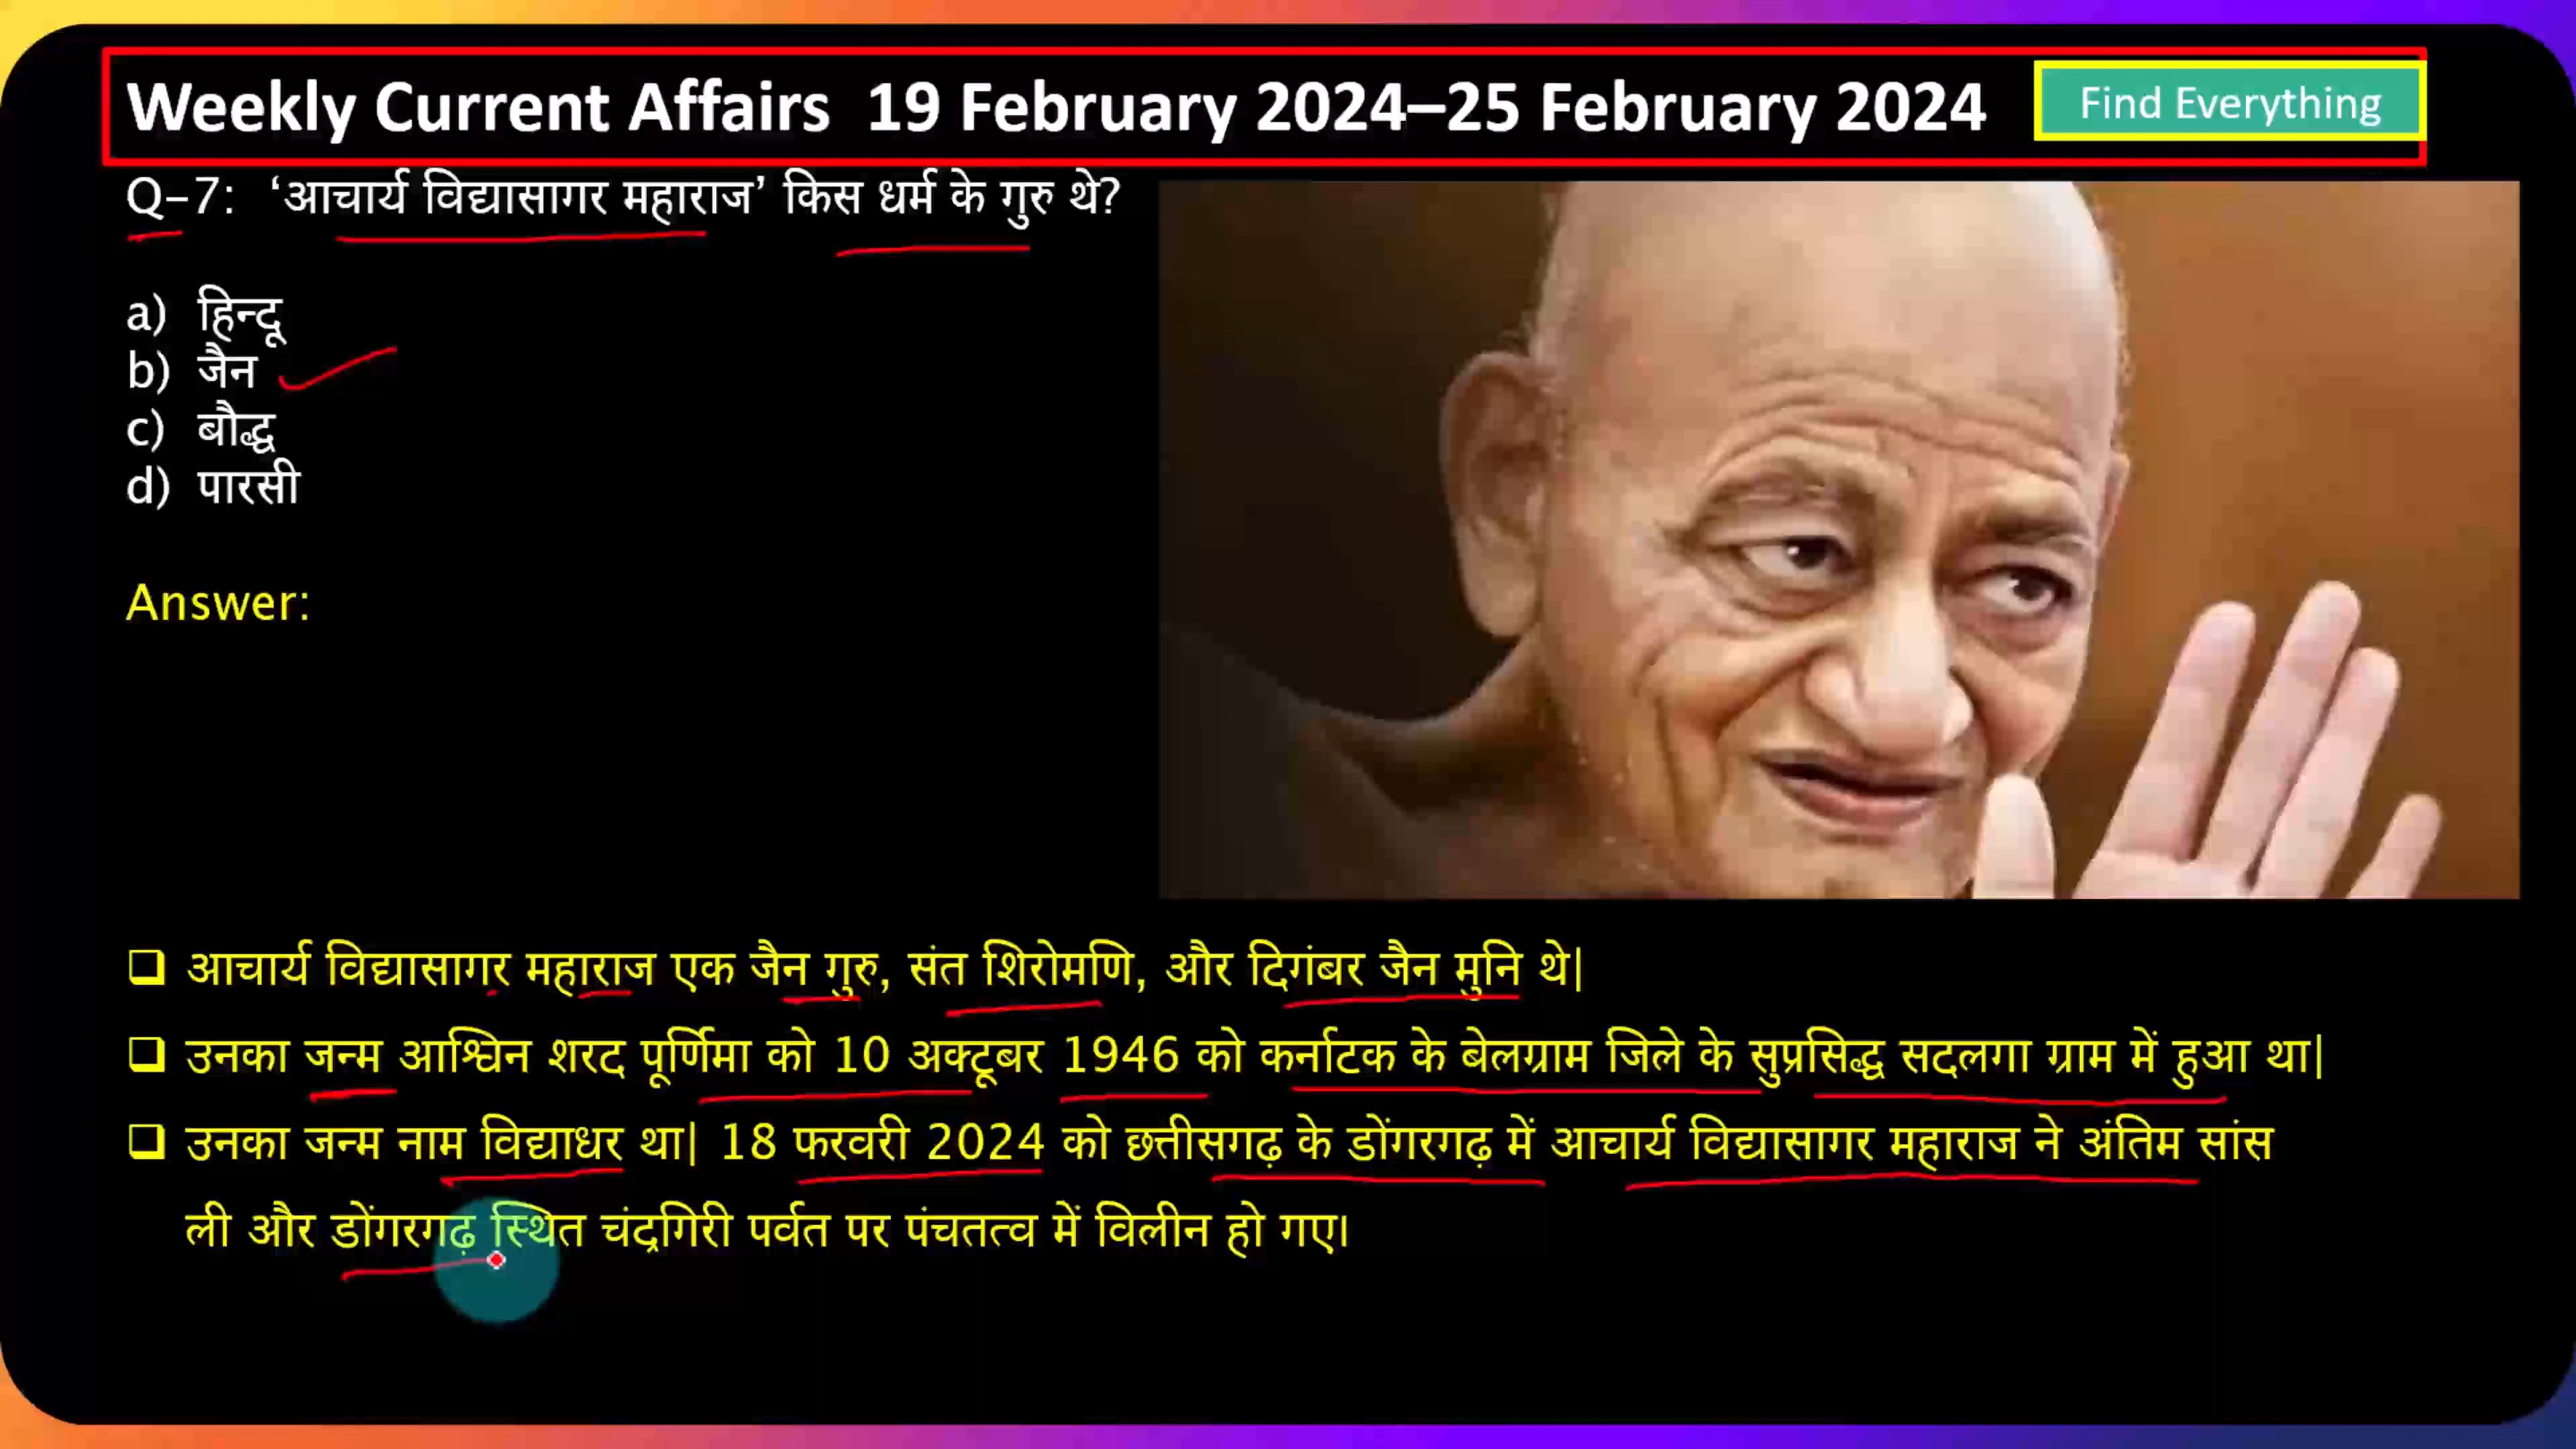 Weekly Current Affairs 19 February 2024–25 February 2024
Find Everything
Q-7: ‘आचार्य विद्यासागर महाराज’ किस धर्म के गुरु थे?
a) हिन्दू
b) जैन
c) बौद्ध
d) पारसी
Answer:
❑ आचार्य विद्यासागर महाराज एक जैन गुरु, संत शिरोमणि, और दिगंबर जैन मुनि थे|
❑ उनका जन्म आश्विन शरद पूर्णिमा को 10 अक्टूबर 1946 को कर्नाटक के बेलग्राम जिले के सुप्रसिद्ध सदलगा ग्राम में हुआ था|
❑ उनका जन्म नाम विद्याधर था| 18 फरवरी 2024 को छत्तीसगढ़ के डोंगरगढ़ में आचार्य विद्यासागर महाराज ने अंतिम सांस
ली और डोंगरगढ़ स्थित चंद्रगिरी पर्वत पर पंचतत्व में विलीन हो गए।